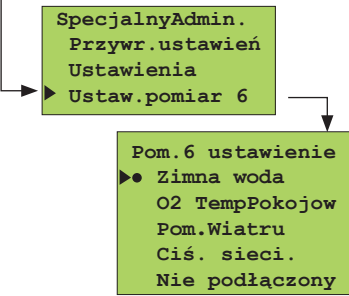 SpecjalnyAdmin.
Przywr.ustawień
Ustawienia
Ustaw.pomiar 6
Pom.6 ustawienie
Zimna woda
O2 TempPokojow
Pom.Wiatru
Ciś. sieci.
Nie podłączony